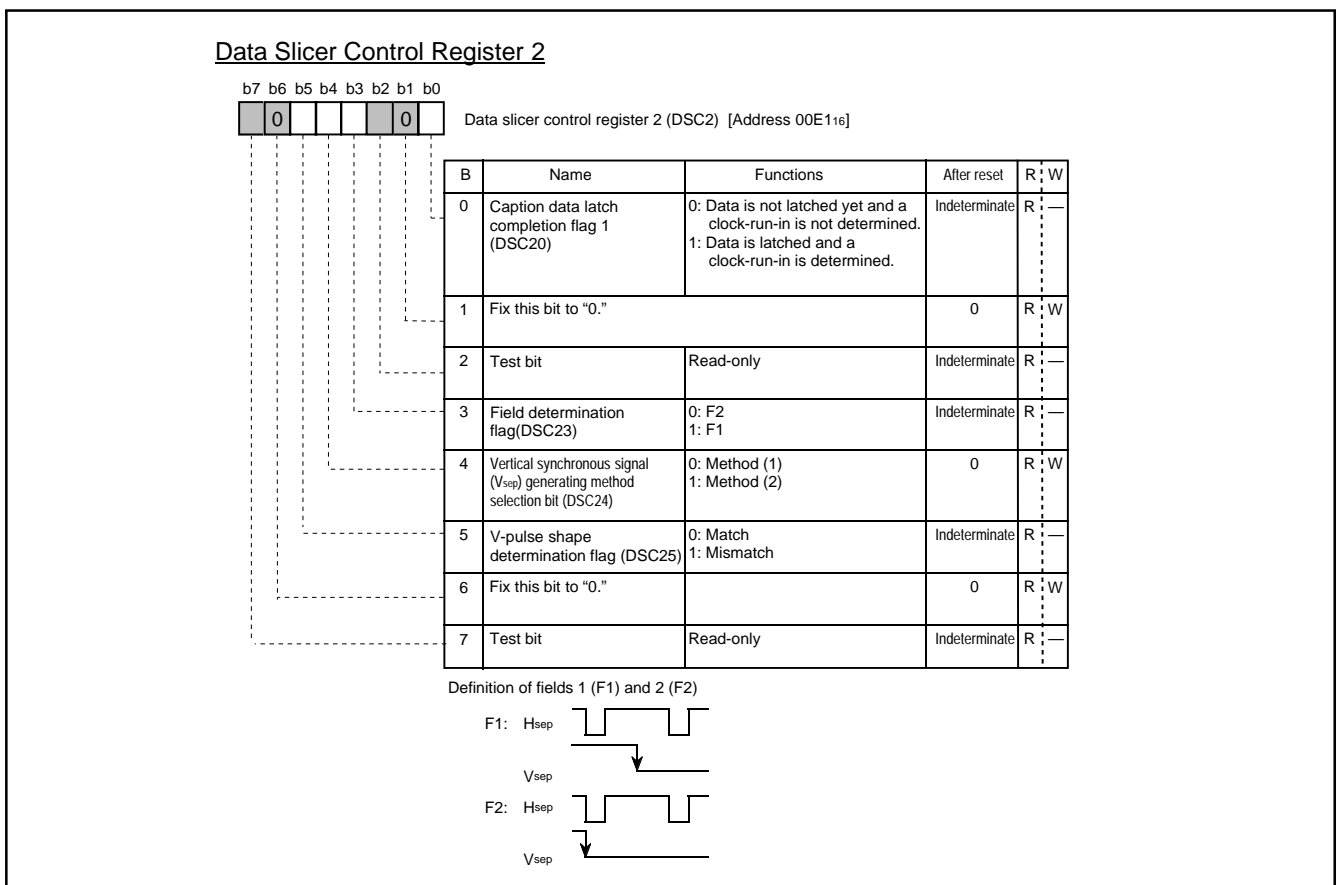 Data Slicer Control Register 2
b7 b6 b5 b4 b3 b2 b1 b0
0 0
Data slicer control register 2 (DSC2) [Address 00E116]
B Name Functions After reset R W
0 Caption data latch completion flag 1 (DSC20) 0: Data is not latched yet and a clock-run-in is not determined. 1: Data is latched and a clock-run-in is determined. Indeterminate R —
1 Fix this bit to “0.” 0 R W
2 Test bit Read-only Indeterminate R —
3 Field determination flag(DSC23) 0: F2 1: F1 Indeterminate R —
4 Vertical synchronous signal (Vsep) generating method selection bit (DSC24) 0: Method (1) 1: Method (2) 0 R W
5 V-pulse shape determination flag (DSC25) 0: Match 1: Mismatch Indeterminate R —
6 Fix this bit to “0.” 0 R W
7 Test bit Read-only Indeterminate R —
Definition of fields 1 (F1) and 2 (F2)
F1: Hsep
Vsep
F2: Hsep
Vsep